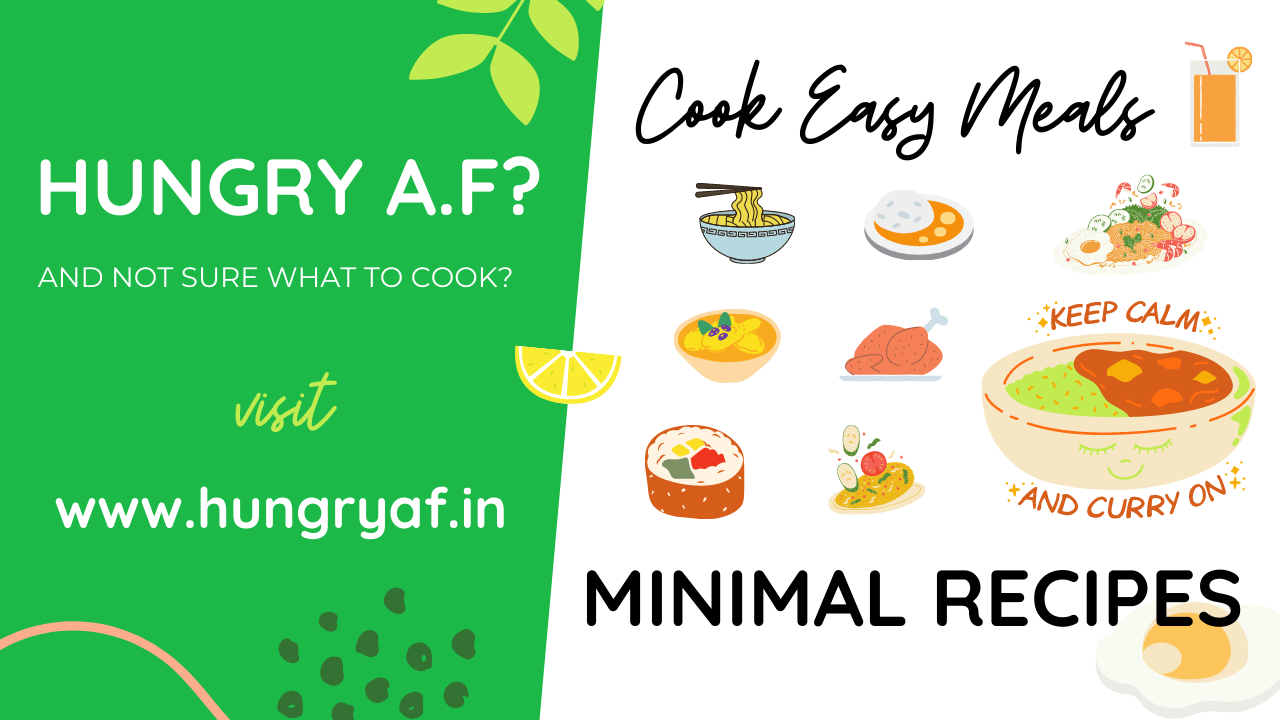 HUNGRY A.F?
AND NOT SURE WHAT TO COOK?
visit
www.hungryaf.in
Cook Easy Meals
KEEP CALM
AND CURRY ON
MINIMAL RECIPES